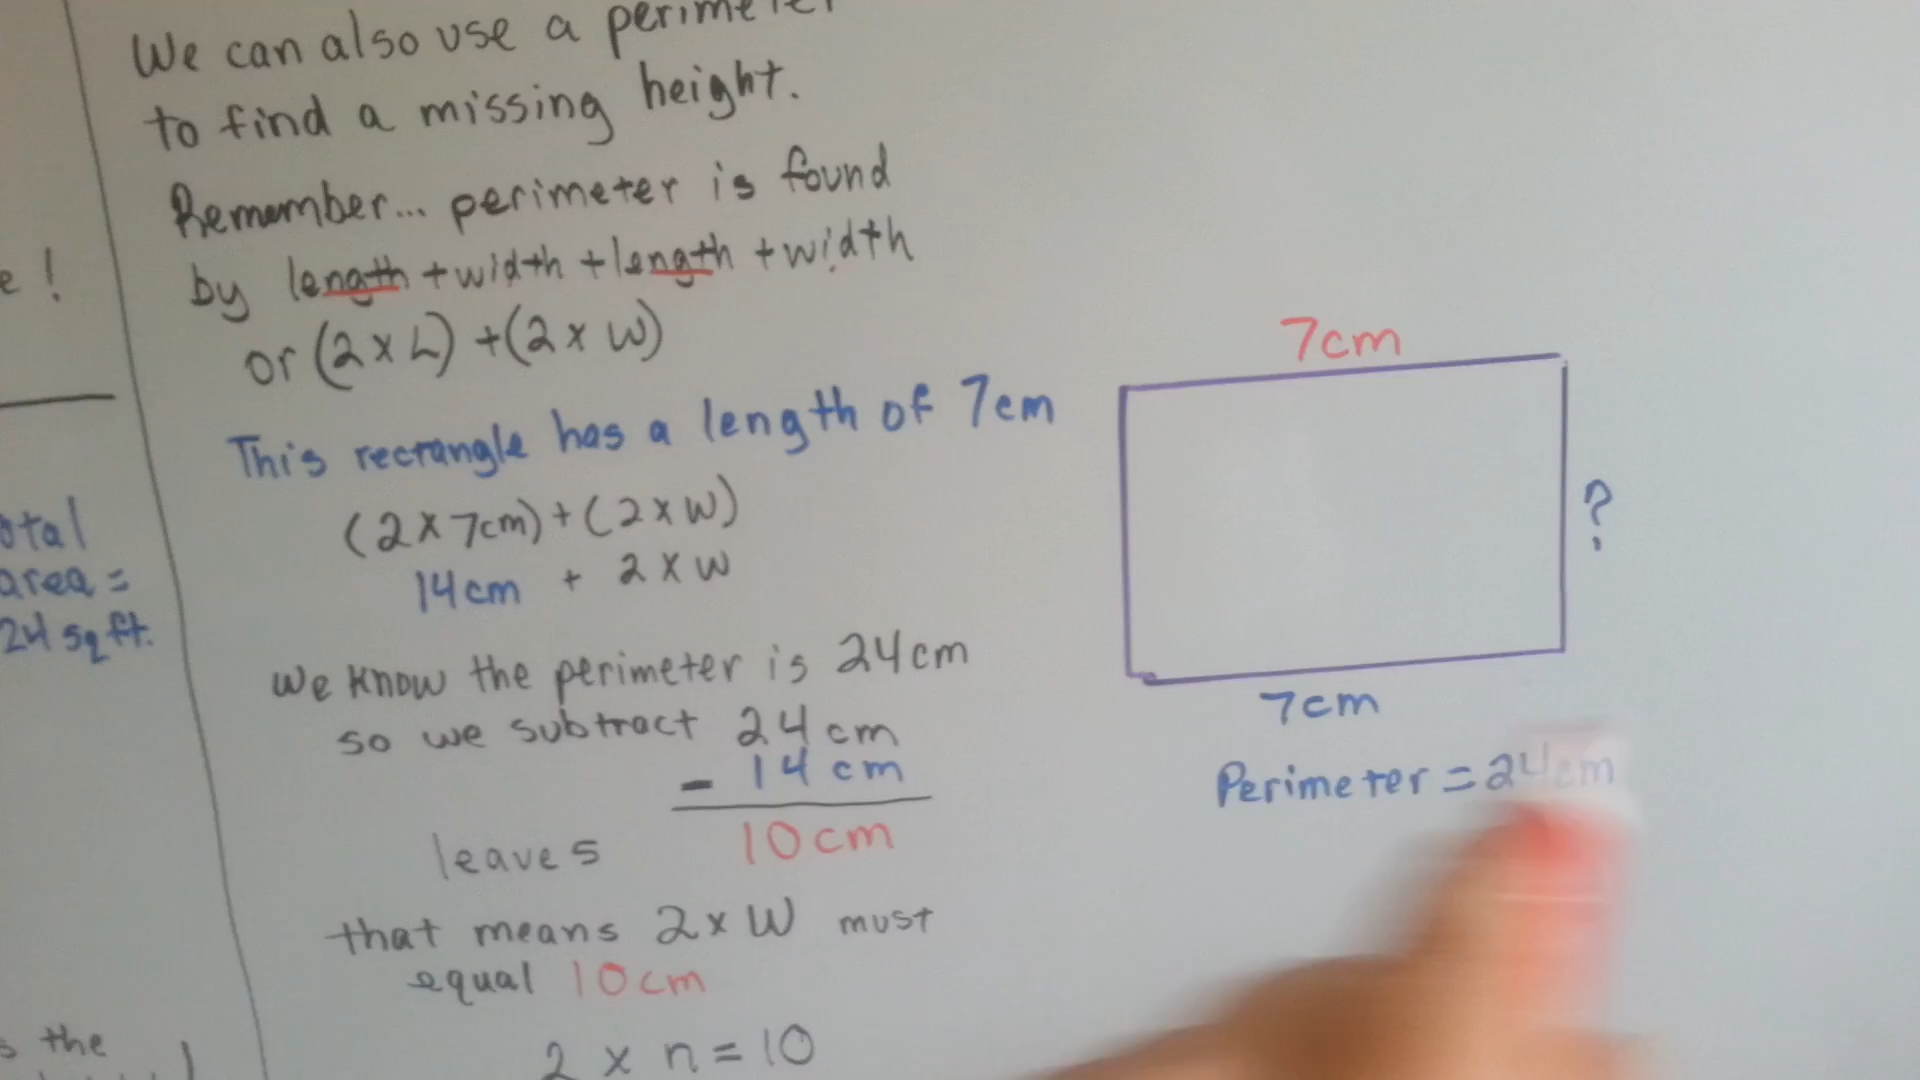 We can also use a perimeter
to find a missing height.
Remember... perimeter is found
by length + width + length + width
or (2 x L) + (2 x W)
This rectangle has a length of 7cm
(2 x 7cm) + (2 x W)
14cm + 2 x W
We know the perimeter is 24cm
so we subtract 24 cm
- 14 cm
leaves 10cm
that means 2 x W must
equal 10cm
2 x n = 10
7cm
?
7cm
Perimeter = 24cm
e!
area =
24 sq ft.
the